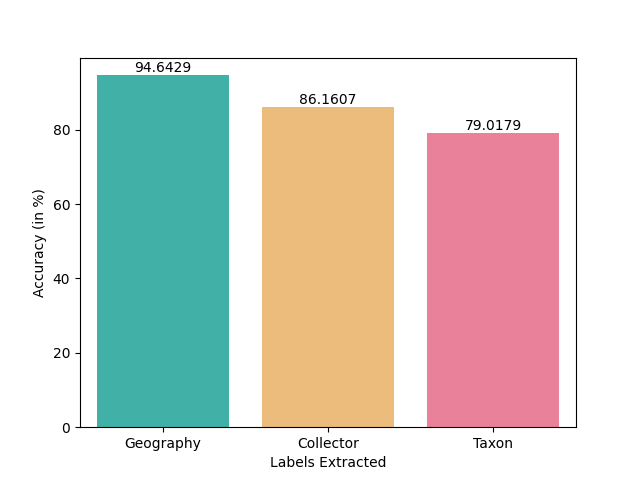 94.6429
86.1607
79.0179
80
60
40
20
0
Accuracy (in %)
Geography Collector Taxon
Labels Extracted